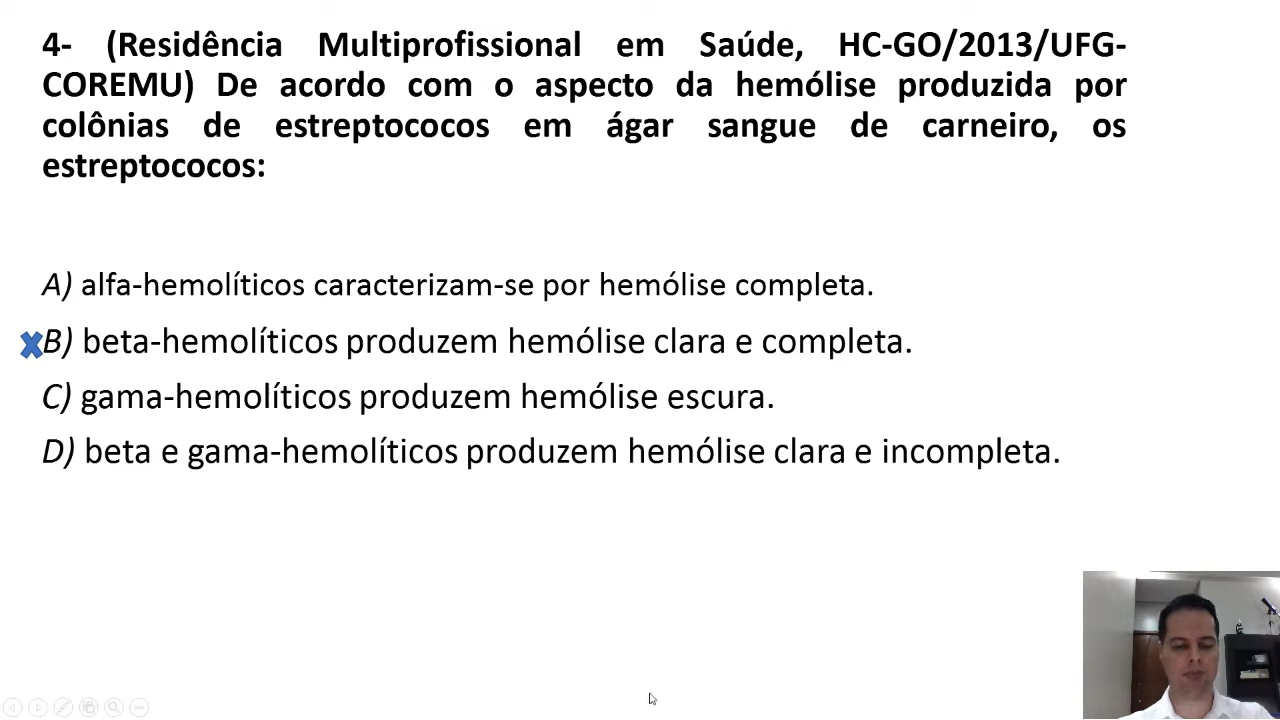 4- (Residência Multiprofissional em Saúde, HC-GO/2013/UFG-
COREMU) De acordo com o aspecto da hemólise produzida por
colônias de estreptococos em ágar sangue de carneiro, os
estreptococos:
A) alfa-hemolíticos caracterizam-se por hemólise completa.
B) beta-hemolíticos produzem hemólise clara e completa.
C) gama-hemolíticos produzem hemólise escura.
D) beta e gama-hemolíticos produzem hemólise clara e incompleta.